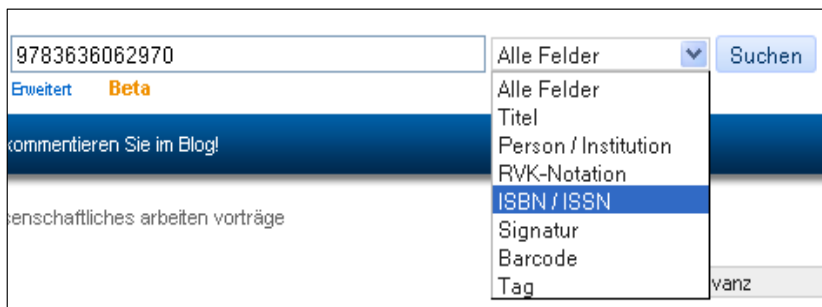 9783636062970 Alle Felder Suchen
Erweitert Beta
Alle Felder
Titel
Person / Institution
kommentieren Sie im Blog!
RVK-Notation
ISBN / ISSN
enschaftliches arbeiten vorträge
Signatur
Barcode
Tag
vanz